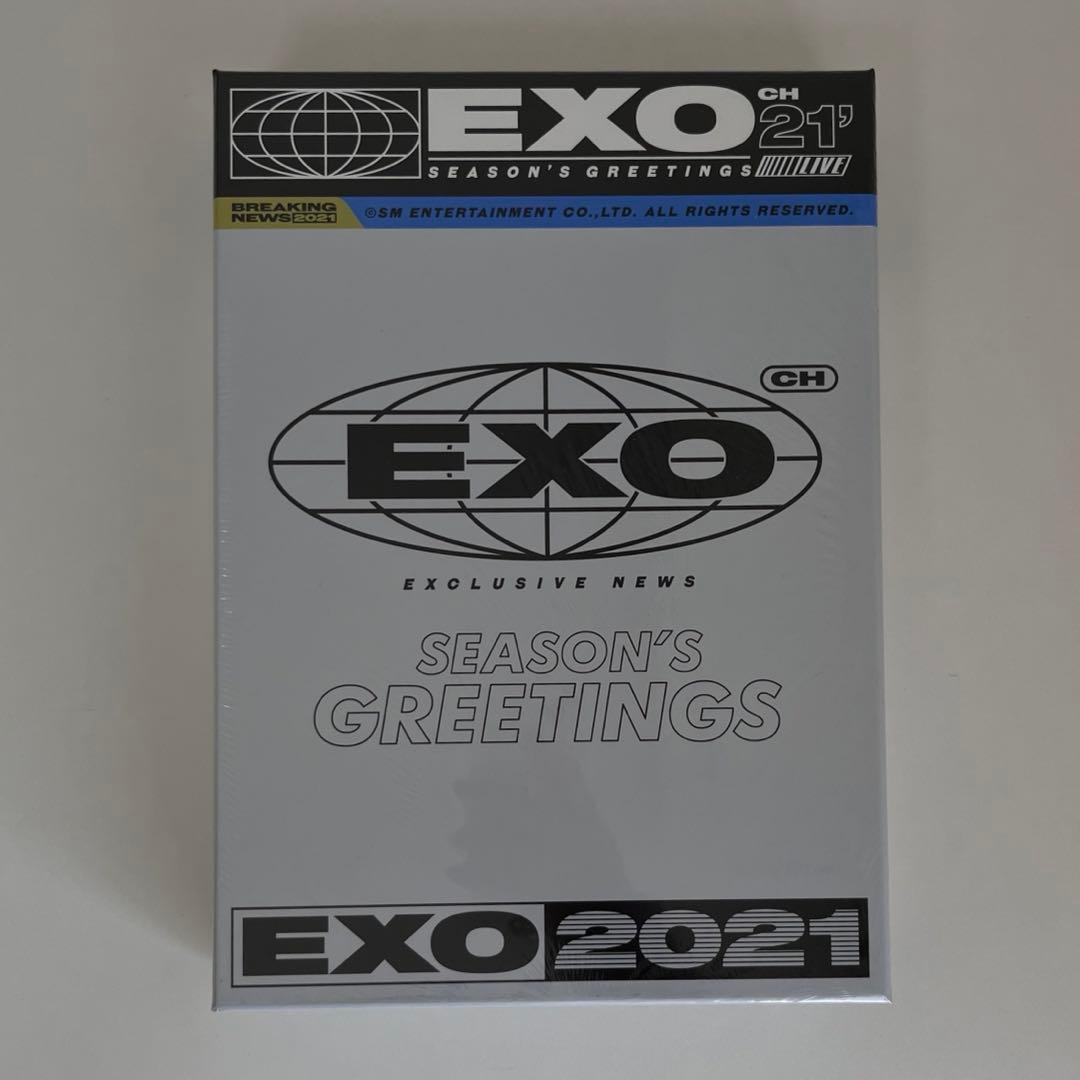 EXO
CH
21’
SEASON'S GREETINGS
LIVE
BREAKING
NEWS 2021
©SM ENTERTAINMENT CO.,LTD. ALL RIGHTS RESERVED.
CH
EXO
EXCLUSIVE NEWS
SEASON'S
GREETINGS
EXO 2021